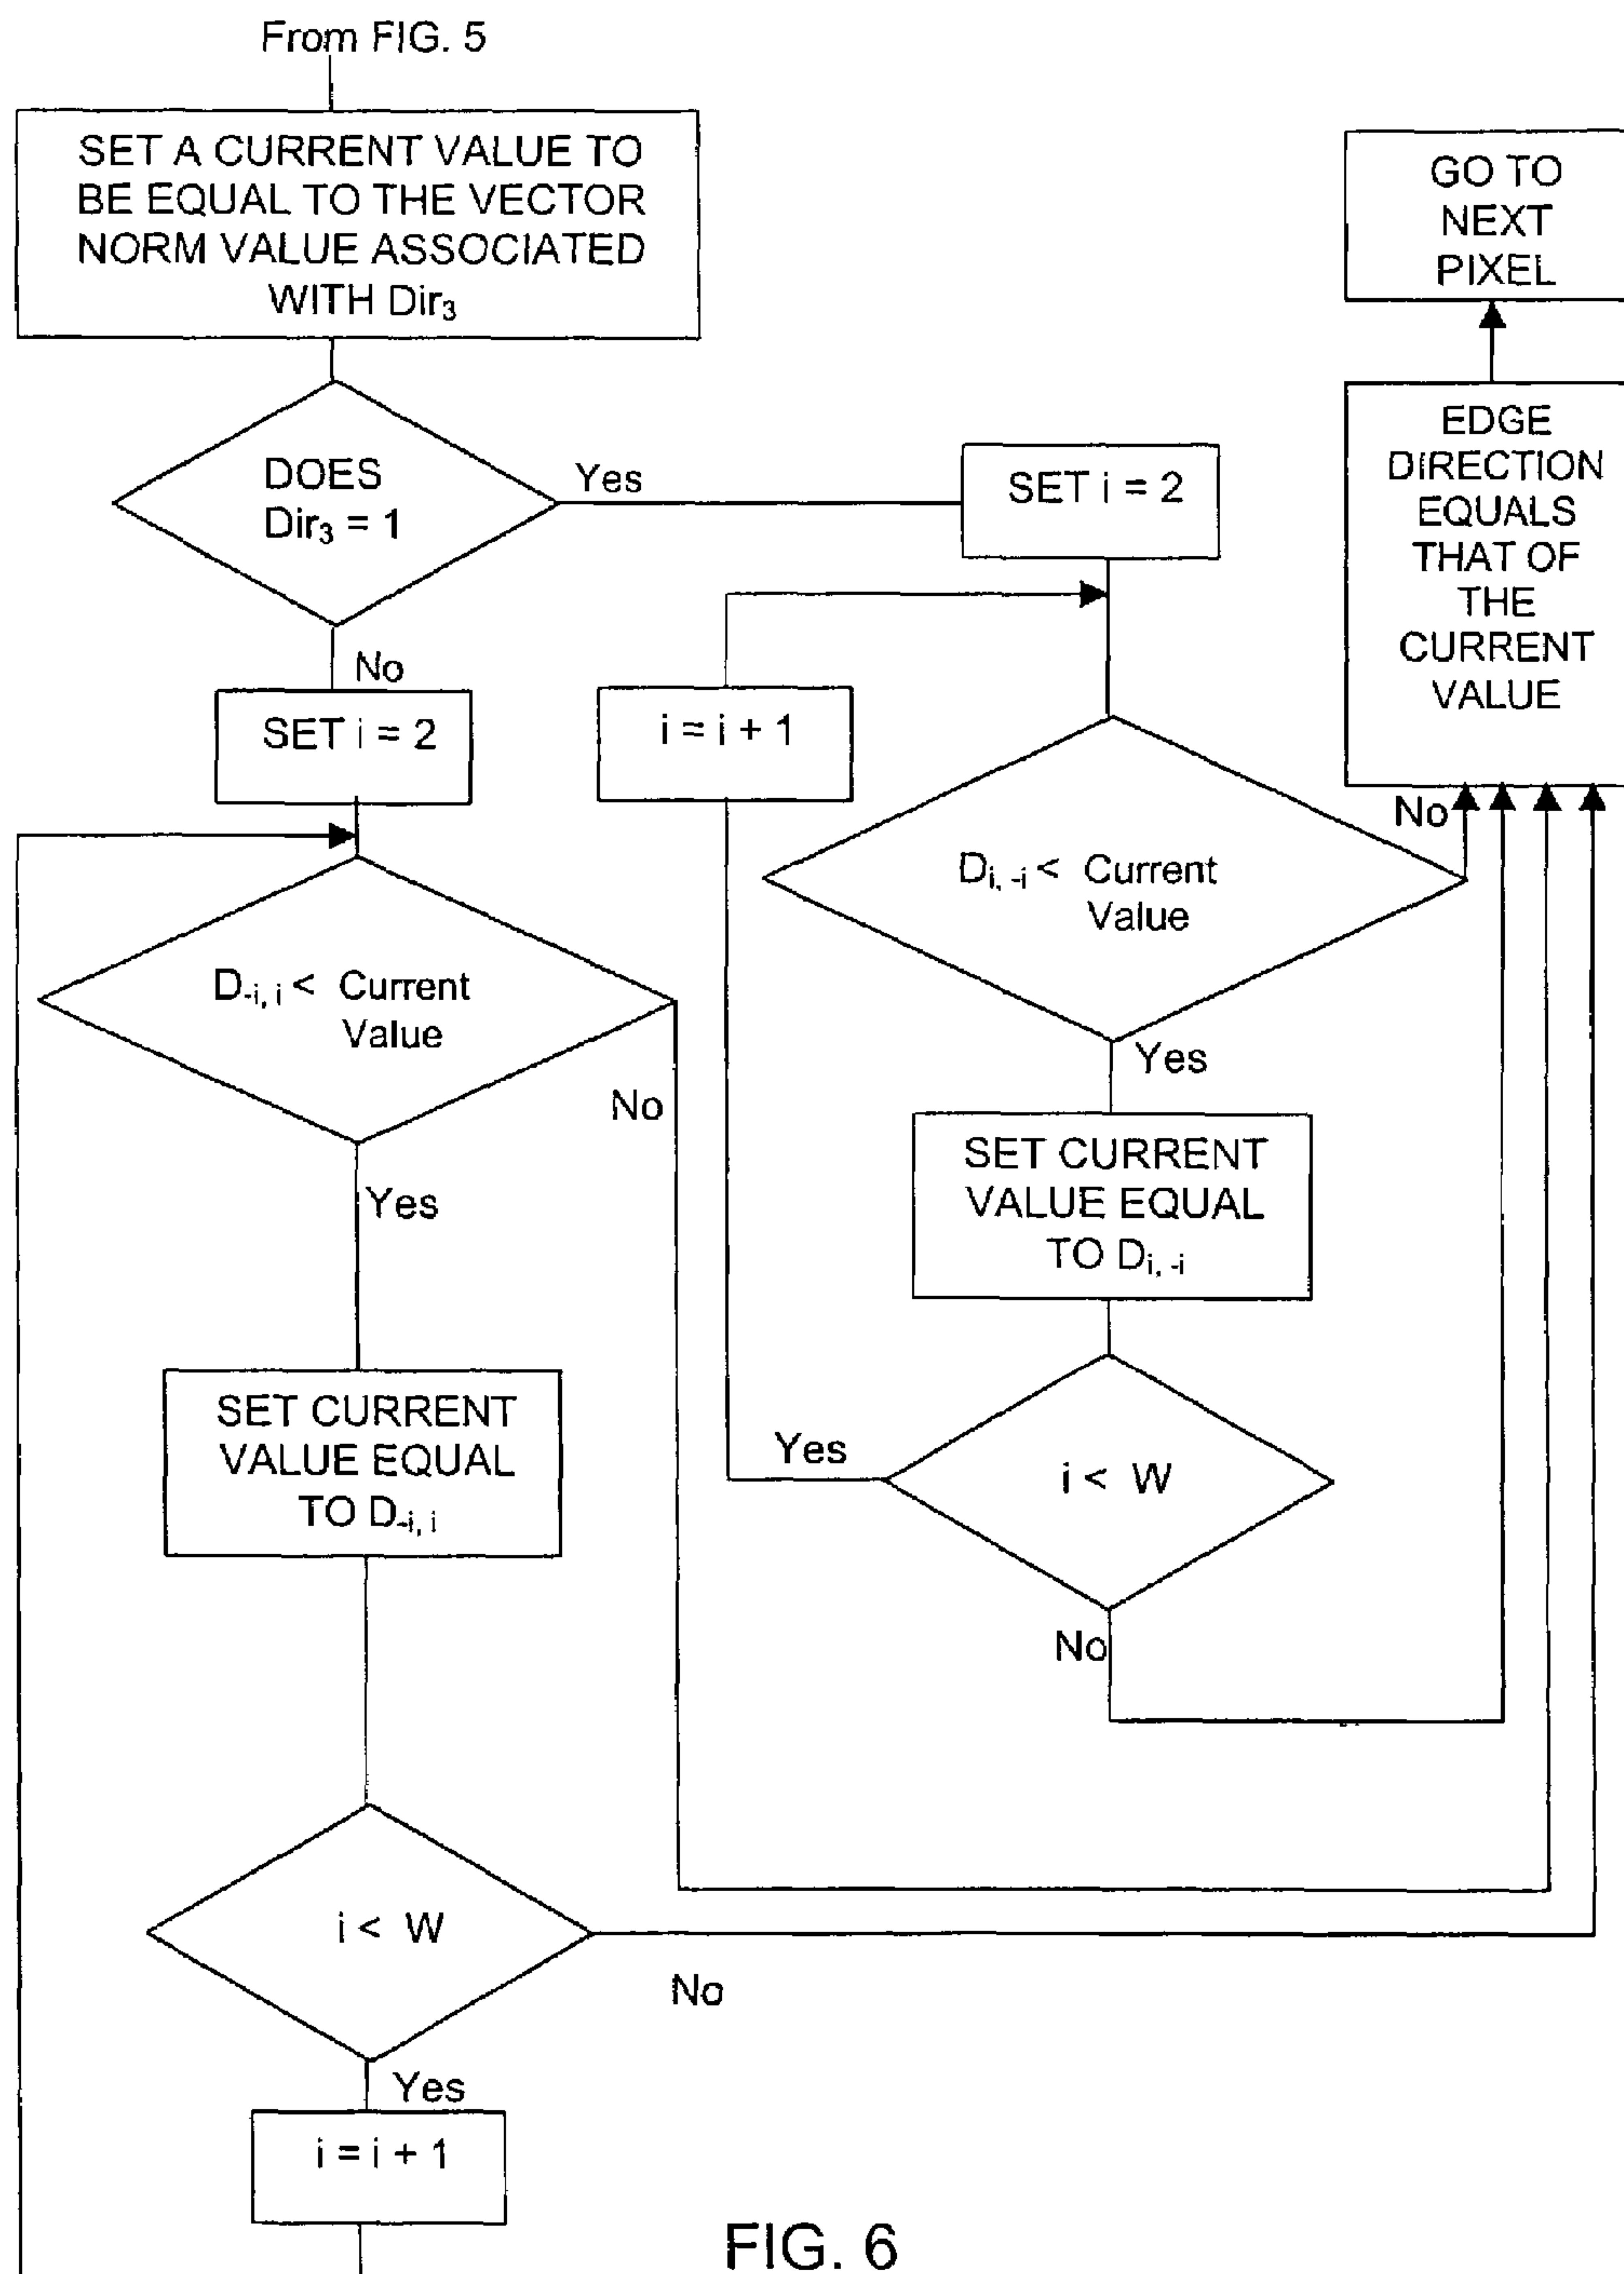 From FIG. 5
SET A CURRENT VALUE TO
BE EQUAL TO THE VECTOR
NORM VALUE ASSOCIATED
WITH Dir₃
DOES
Dir₃ = 1
Yes
No
SET i = 2
D₋ᵢ, ᵢ < Current
Value
No
Yes
SET CURRENT
VALUE EQUAL
TO D₋ᵢ, ᵢ
i < W
No
Yes
i = i + 1
SET i = 2
i = i + 1
Dᵢ, ₋ᵢ < Current
Value
No
Yes
SET CURRENT
VALUE EQUAL
TO Dᵢ, ₋ᵢ
i < W
Yes
No
GO TO
NEXT
PIXEL
EDGE
DIRECTION
EQUALS
THAT OF
THE
CURRENT
VALUE
FIG. 6